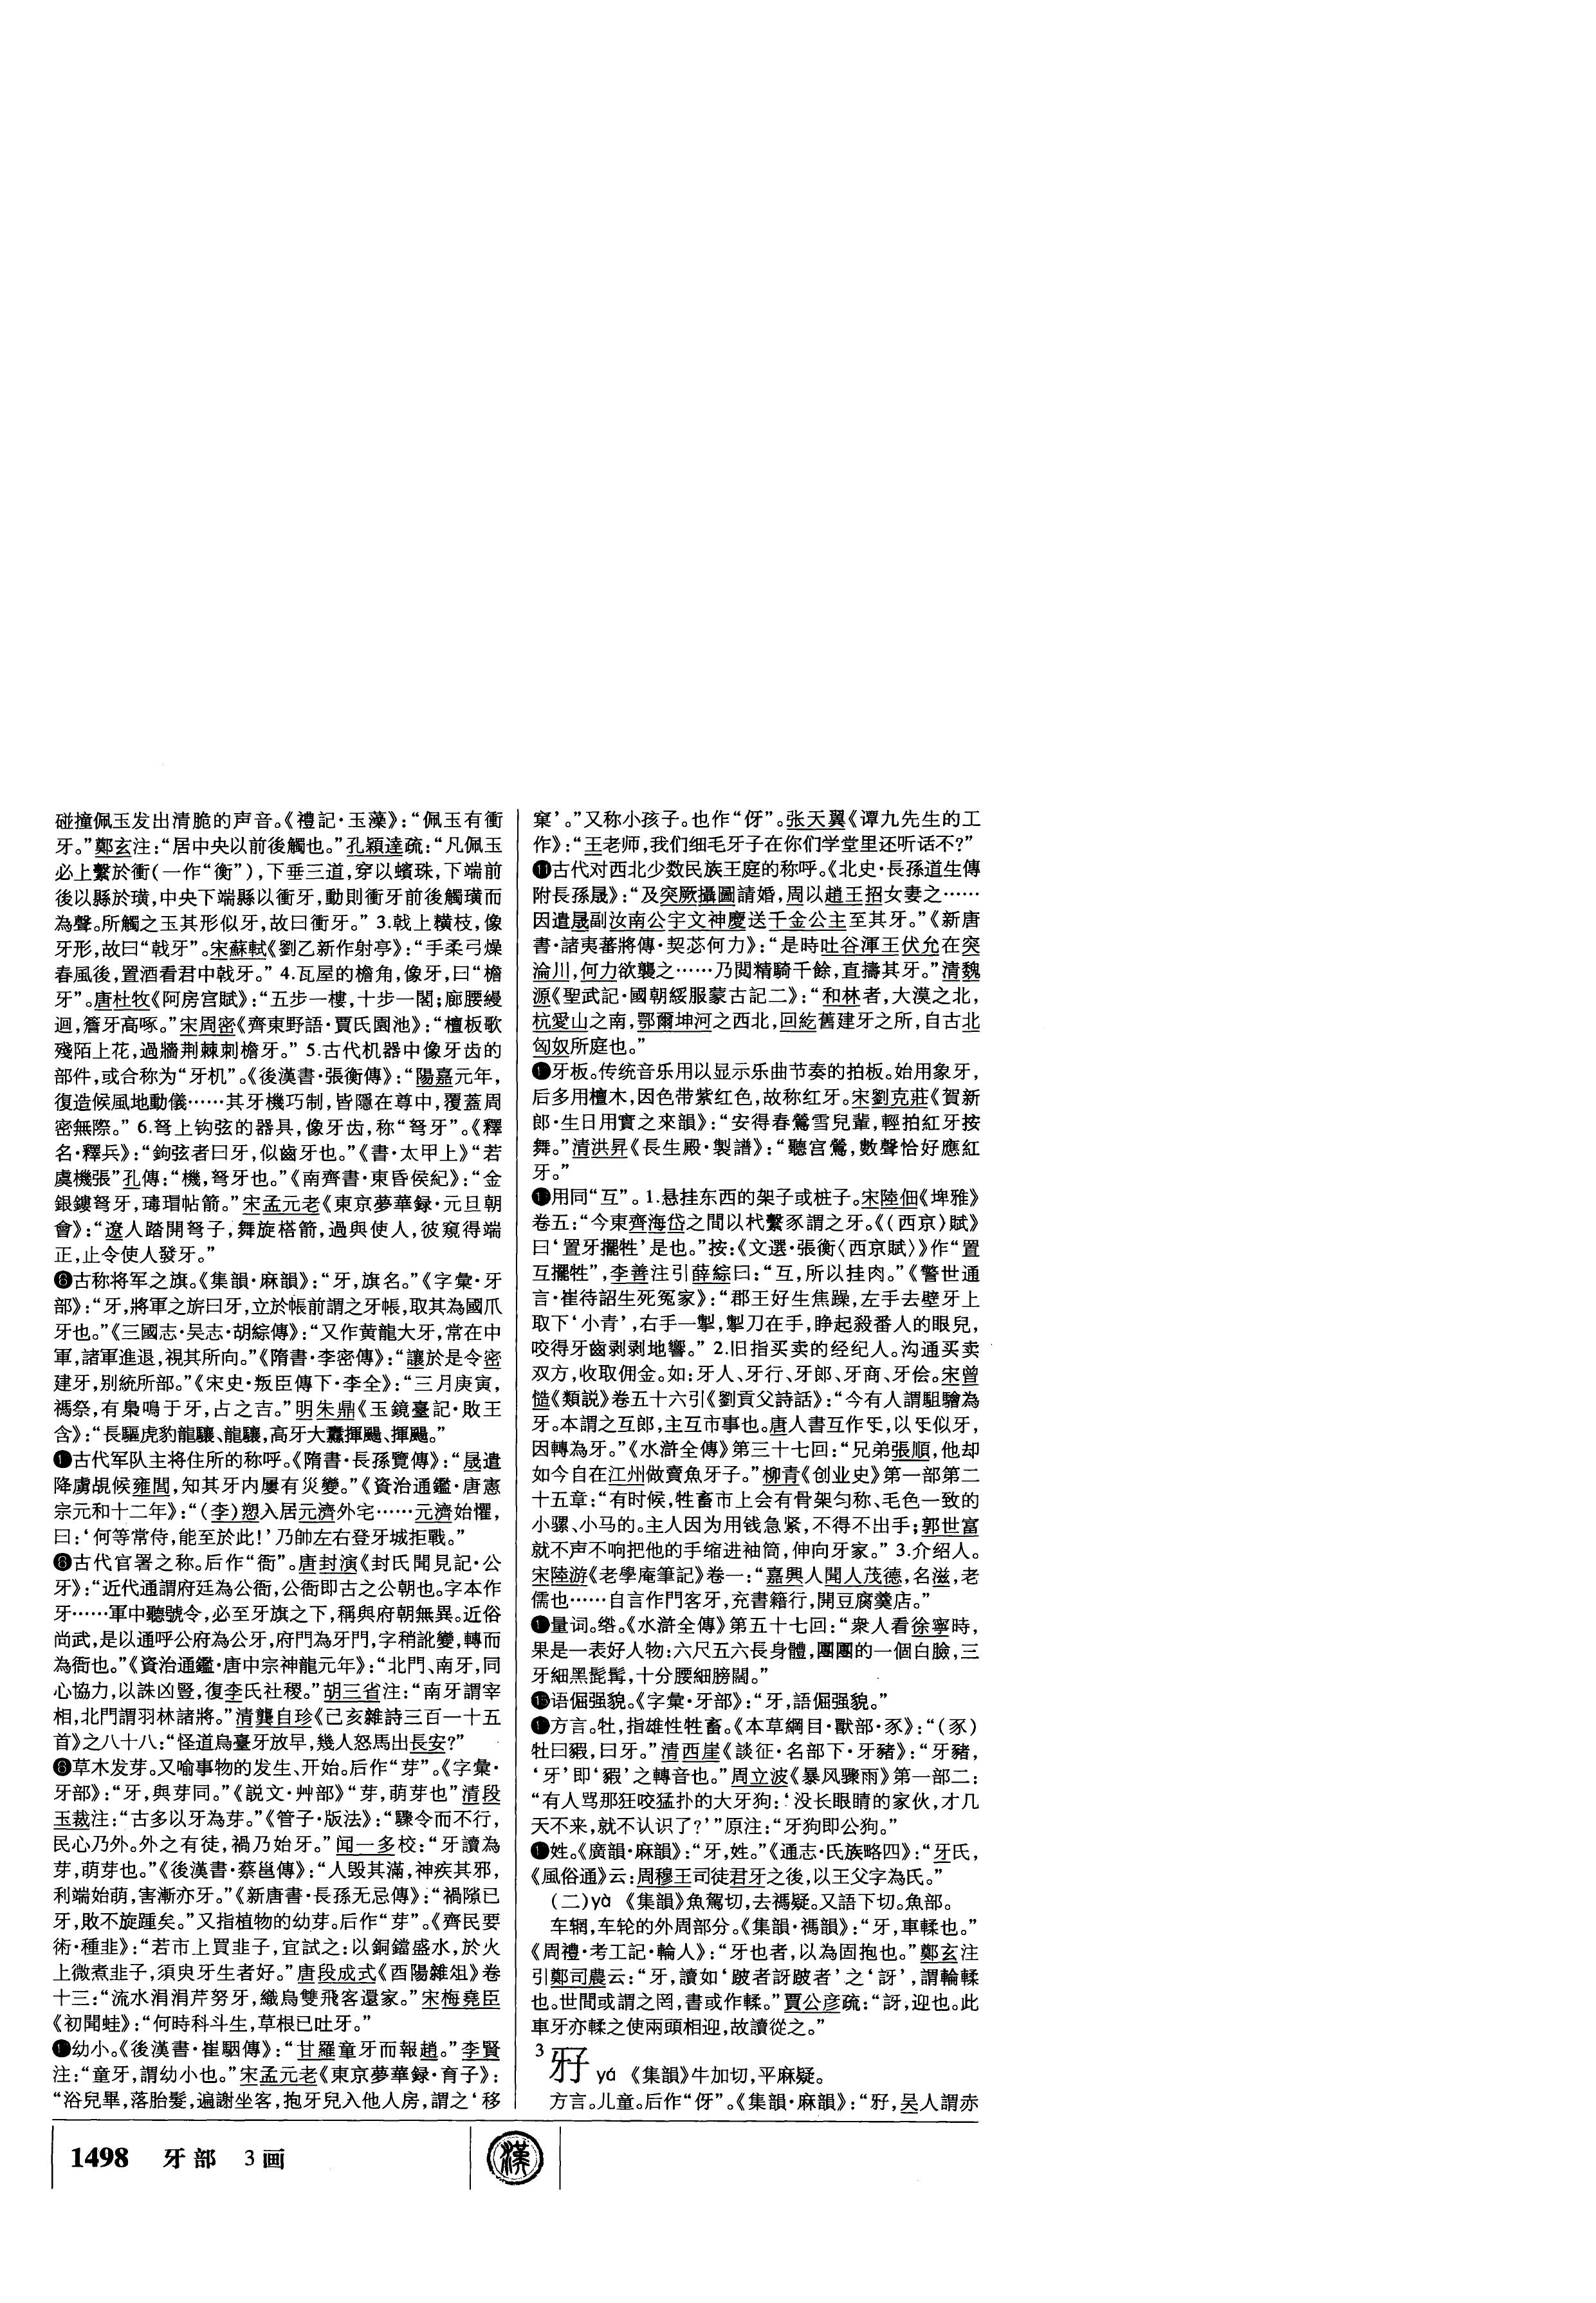 碰撞佩玉发出清脆的声音。《禮記·玉藻》：“佩玉有衝
牙。”鄭玄注：“居中央以前後觸也。”孔穎達疏：“凡佩玉
必上繫於衝（一作“衡”），下垂三道，穿以蠙珠，下端前
後以縣於璜，中央下端縣以衝牙，動則衝牙前後觸璜而
為聲。所觸之玉其形似牙，故曰衝牙。” 3.戟上横枝，像
牙形，故曰“戟牙”。宋蘇軾《劉乙新作射亭》：“手柔弓燥
春風後，置酒看君中戟牙。” 4.瓦屋的檐角，像牙，曰“檐
牙”。唐杜牧《阿房宫賦》：“五步一樓，十步一閣；廊腰縵
迴，簷牙高啄。”宋周密《齊東野語·賈氏園池》：“檀板歌
殘陌上花，過牆荆棘刺檐牙。” 5.古代机器中像牙齿的
部件，或合称为“牙机”。《後漢書·張衡傳》：“陽嘉元年，
復造候風地動儀……其牙機巧制，皆隱在尊中，覆蓋周
密無際。” 6.弩上钩弦的器具，像牙齿，称“弩牙”。《釋
名·釋兵》：“鉤弦者曰牙，似齒牙也。”《書·太甲上》“若
虞機張”孔傳：“機，弩牙也。”《南齊書·東昏侯紀》：“金
銀鏤弩牙，瑇瑁帖箭。”宋孟元老《東京夢華録·元旦朝
會》：“遼人踏開弩子，舞旋搭箭，過與使人，彼窺得端
正，止令使人發牙。”
❻古称将军之旗。《集韻·麻韻》：“牙，旗名。”《字彙·牙
部》：“牙，將軍之旂曰牙，立於帳前謂之牙帳，取其為國爪
牙也。”《三國志·吴志·胡綜傳》：“又作黄龍大牙，常在中
軍，諸軍進退，視其所向。”《隋書·李密傳》：“讓於是令密
建牙，别統所部。”《宋史·叛臣傳下·李全》：“三月庚寅，
禡祭，有梟鳴于牙，占之吉。”明朱鼎《玉鏡臺記·敗王
含》：“長驅虎豹龍驤、龍驤，高牙大纛揮颺、揮颺。”
古代军队主将住所的称呼。《隋書·長孫覽傳》：“晟遣
降虜覘候雍閭，知其牙内屢有災變。”《資治通鑑·唐憲
宗元和十二年》：“（李）愬入居元濟外宅……元濟始懼，
曰：‘何等常侍，能至於此！’乃帥左右登牙城拒戰。”
古代官署之称。后作“衙”。唐封演《封氏聞見記·公
牙》：“近代通謂府廷為公衙，公衙即古之公朝也。字本作
牙……軍中聽號令，必至牙旗之下，稱與府朝無異。近俗
尚武，是以通呼公府為公牙，府門為牙門，字稍訛變，轉而
為衙也。”《資治通鑑·唐中宗神龍元年》：“北門、南牙，同
心協力，以誅凶豎，復李氏社稷。”胡三省注：“南牙謂宰
相，北門謂羽林諸將。”清龔自珍《己亥雜詩三百一十五
首》之八十八：“怪道烏臺牙放早，幾人怒馬出長安？”
草木发芽。又喻事物的发生、开始。后作“芽”。《字彙·
牙部》：“牙，與芽同。”《説文·艸部》“芽，萌芽也”清段
玉裁注：“古多以牙為芽。”《管子·版法》：“驟令而不行，
民心乃外。外之有徒，禍乃始牙。”闻一多校：“牙讀為
芽，萌芽也。”《後漢書·蔡邕傳》：“人毁其滿，神疾其邪，
利端始萌，害漸亦牙。”《新唐書·長孫无忌傳》：“禍隙已
牙，敗不旋踵矣。”又指植物的幼芽。后作“芽”。《齊民要
術·種韭》：“若市上買韭子，宜試之：以銅鐺盛水，於火
上微煮韭子，須臾牙生者好。”唐段成式《酉陽雜俎》卷
十三：“流水涓涓芹努牙，織烏雙飛客還家。”宋梅堯臣
《初聞蛙》：“何時科斗生，草根已吐牙。”
幼小。《後漢書·崔駰傳》：“甘羅童牙而報趙。”李賢
注：“童牙，謂幼小也。”宋孟元老《東京夢華録·育子》：
“浴兒畢，落胎髮，遍謝坐客，抱牙兒入他人房，謂之‘移
窠’。”又称小孩子。也作“伢”。张天翼《谭九先生的工
作》：“王老师，我们细毛牙子在你们学堂里还听话不？”
⓫古代对西北少数民族王庭的称呼。《北史·長孫道生傳
附長孫晟》：“及突厥攝圖請婚，周以趙王招女妻之……
因遣晟副汝南公宇文神慶送千金公主至其牙。”《新唐
書·諸夷蕃將傳·契苾何力》：“是時吐谷渾王伏允在突
淪川，何力欲襲之……乃閲精騎千餘，直擣其牙。”清魏
源《聖武記·國朝綏服蒙古記二》：“和林者，大漠之北，
杭愛山之南，鄂爾坤河之西北，回紇舊建牙之所，自古北
匈奴所庭也。”
牙板。传统音乐用以显示乐曲节奏的拍板。始用象牙，
后多用檀木，因色带紫红色，故称红牙。宋劉克莊《賀新
郎·生日用實之來韻》：“安得春鶯雪兒輩，輕拍紅牙按
舞。”清洪昇《長生殿·製譜》：“聽宫鶯，數聲恰好應紅
牙。”
用同“互”。1.悬挂东西的架子或桩子。宋陸佃《埤雅》
卷五：“今東齊海岱之間以杙繫豕謂之牙。《（西京）賦》
曰‘置牙擺牲’是也。”按：《文選·張衡〈西京賦〉》作“置
互擺牲”，李善注引薛綜曰：“互，所以挂肉。”《警世通
言·崔待詔生死冤家》：“郡王好生焦躁，左手去壁牙上
取下‘小青’，右手一掣，掣刀在手，睁起殺番人的眼兒，
咬得牙齒剥剥地響。” 2.旧指买卖的经纪人。沟通买卖
双方，收取佣金。如：牙人、牙行、牙郎、牙商、牙侩。宋曾
慥《類説》卷五十六引《劉貢父詩話》：“今有人謂駔驓為
牙。本謂之互郎，主互市事也。唐人書互作㸦，以㸦似牙，
因轉為牙。”《水滸全傳》第三十七回：“兄弟張順，他却
如今自在江州做賣魚牙子。”柳青《创业史》第一部第二
十五章：“有时候，牲畜市上会有骨架匀称、毛色一致的
小骡、小马的。主人因为用钱急紧，不得不出手；郭世富
就不声不响把他的手缩进袖筒，伸向牙家。” 3.介绍人。
宋陸游《老學庵筆記》卷一：“嘉興人聞人茂德，名滋，老
儒也……自言作門客牙，充書籍行，開豆腐羹店。”
量词。绺。《水滸全傳》第五十七回：“衆人看徐寧時，
果是一表好人物：六尺五六長身體，團團的一個白臉，三
牙細黑髭髯，十分腰細膀闊。”
语倔强貌。《字彙·牙部》：“牙，語倔强貌。”
方言。牡，指雄性牲畜。《本草綱目·獸部·豕》：“（豕）
牡曰豭，曰牙。”清西崖《談征·名部下·牙豬》：“牙豬，
‘牙’即‘豭’之轉音也。”周立波《暴风骤雨》第一部二：
“有人骂那狂咬猛扑的大牙狗：‘没长眼睛的家伙，才几
天不来，就不认识了？’”原注：“牙狗即公狗。”
姓。《廣韻·麻韻》：“牙，姓。”《通志·氏族略四》：“牙氏，
《風俗通》云：周穆王司徒君牙之後，以王父字為氏。”
（二）yà 《集韻》魚駕切，去禡疑。又語下切。魚部。
车辋，车轮的外周部分。《集韻·禡韻》：“牙，車輮也。”
《周禮·考工記·輪人》：“牙也者，以為固抱也。”鄭玄注
引鄭司農云：“牙，讀如‘跛者訝跛者’之‘訝’，謂輪輮
也。世間或謂之罔，書或作輮。”賈公彦疏：“訝，迎也。此
車牙亦輮之使兩頭相迎，故讀從之。”
3 㸧 yá 《集韻》牛加切，平麻疑。
方言。儿童。后作“伢”。《集韻·麻韻》：“㸧，吴人謂赤
1498 牙部 3画
漢